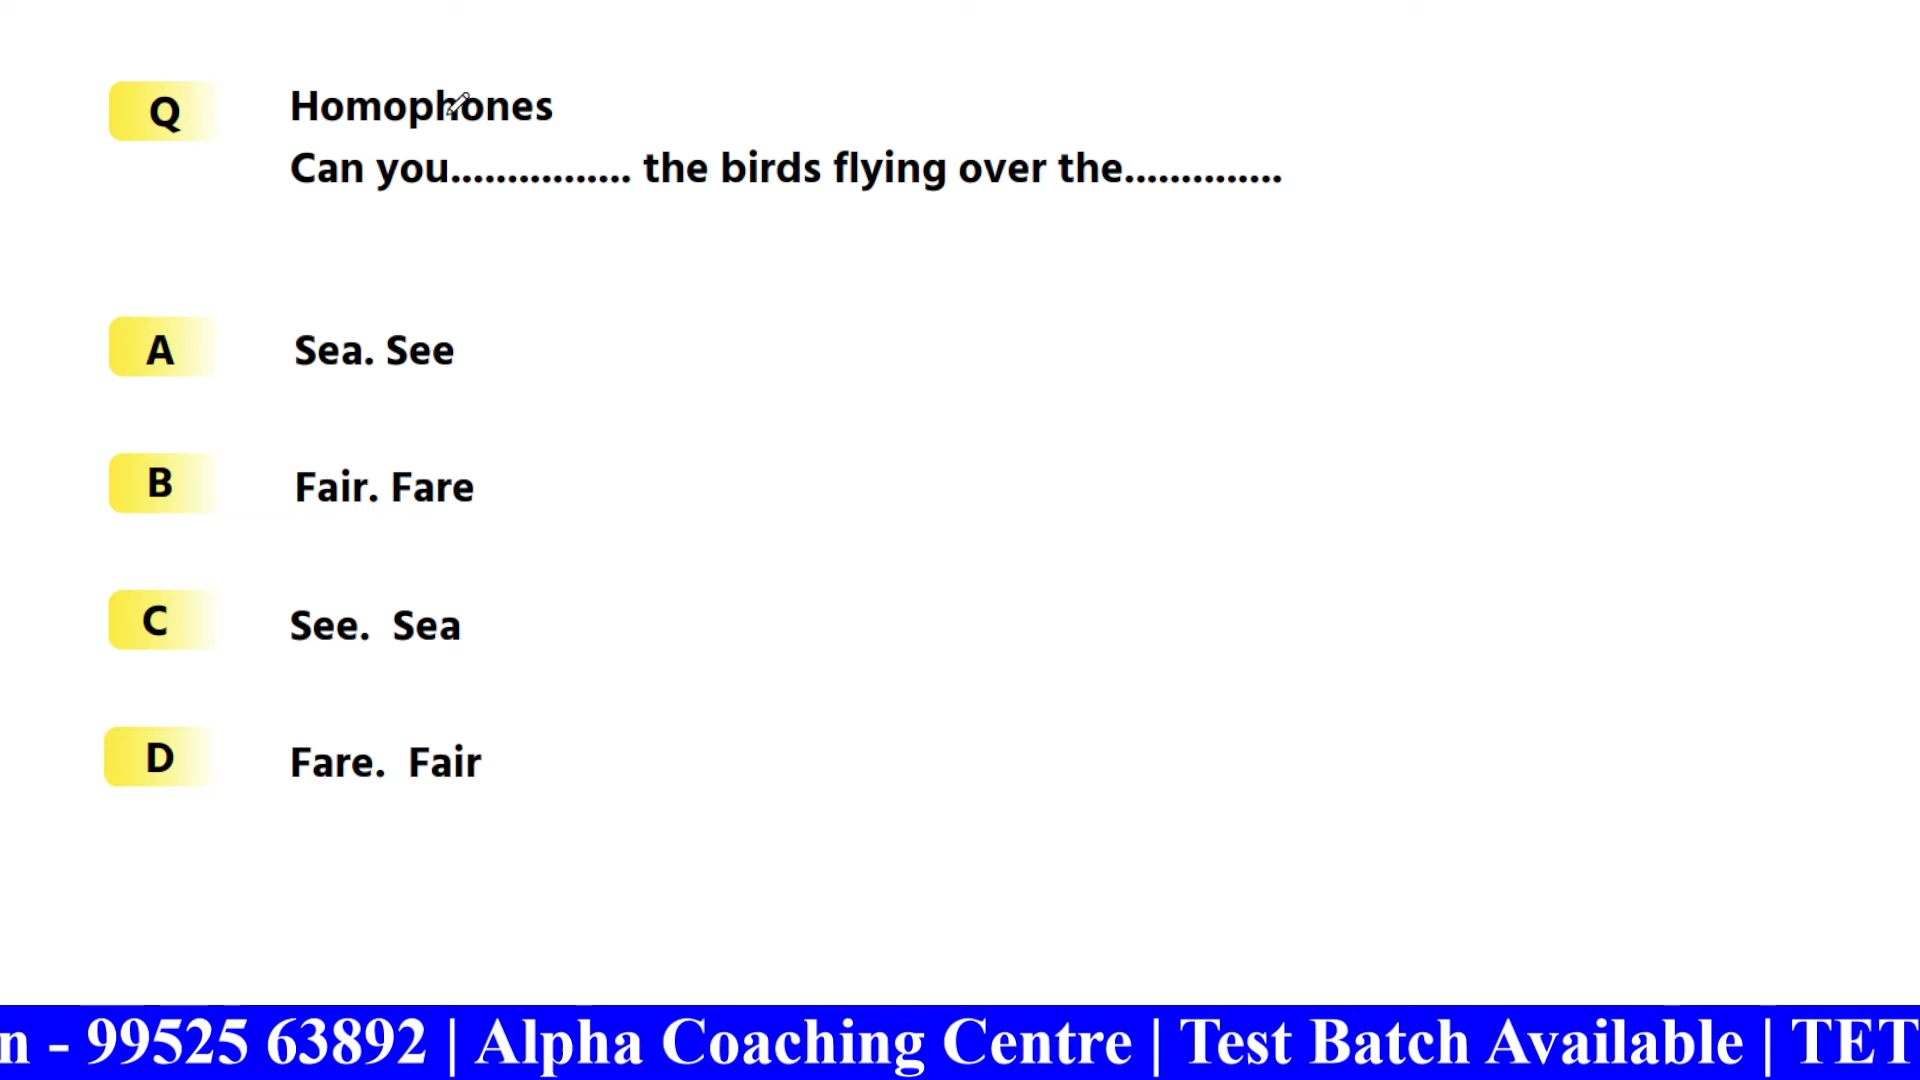 Q Homophones
Can you................ the birds flying over the..............
A Sea. See
B Fair. Fare
C See. Sea
D Fare. Fair
n - 99525 63892 | Alpha Coaching Centre | Test Batch Available | TET